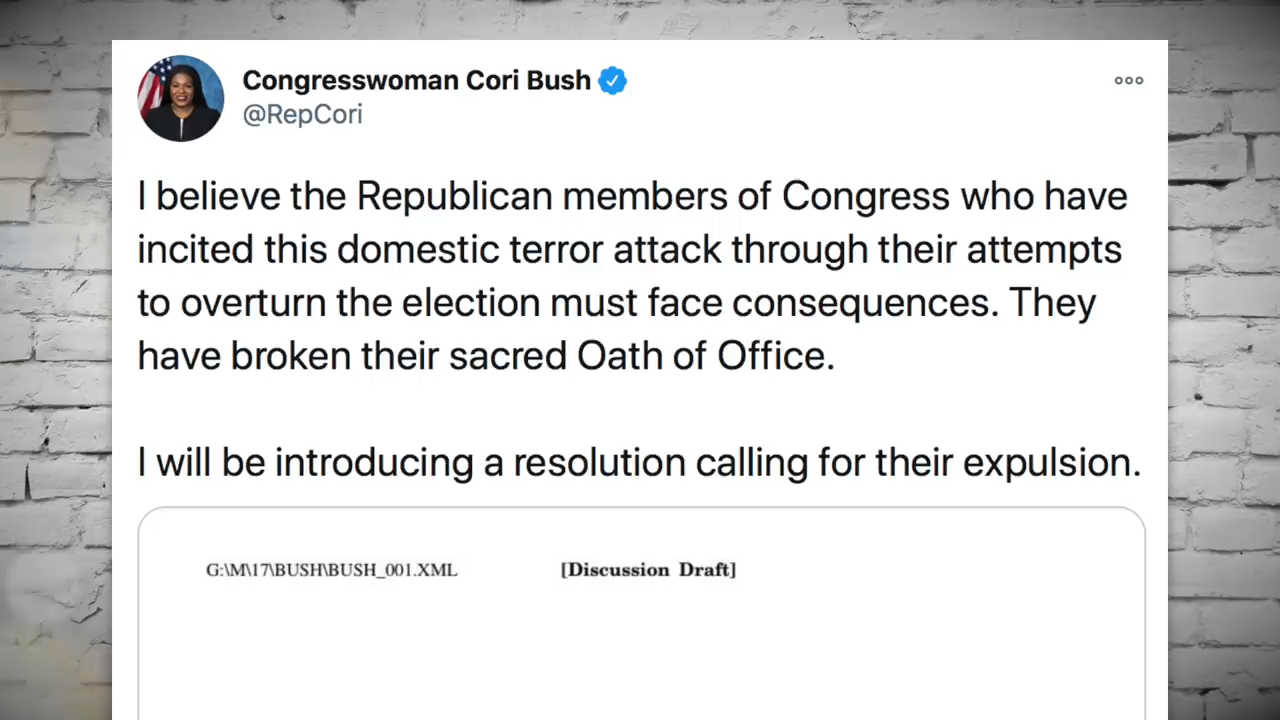 Congresswoman Cori Bush
@RepCori
I believe the Republican members of Congress who have
incited this domestic terror attack through their attempts
to overturn the election must face consequences. They
have broken their sacred Oath of Office.
I will be introducing a resolution calling for their expulsion.
G:\M\17\BUSH\BUSH_001.XML [Discussion Draft]